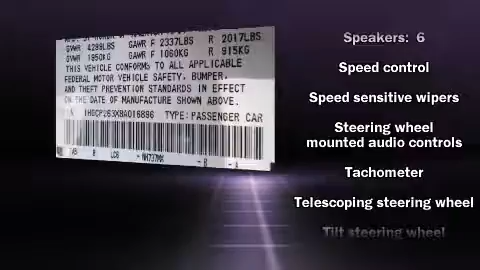 GVWR 4288LBS GAWR F 2337LBS R 2017LBS
GVWR 1950KG GAWR F 1060KG R 915KG
THIS VEHICLE CONFORMS TO ALL APPLICABLE
FEDERAL MOTOR VEHICLE SAFETY, BUMPER,
AND THEFT PREVENTION STANDARDS IN EFFECT
ON THE DATE OF MANUFACTURE SHOWN ABOVE.
TYPE: PASSENGER CAR
Speakers: 6
Speed control
Speed sensitive wipers
Steering wheel
mounted audio controls
Tachometer
Telescoping steering wheel
Tilt steering wheel